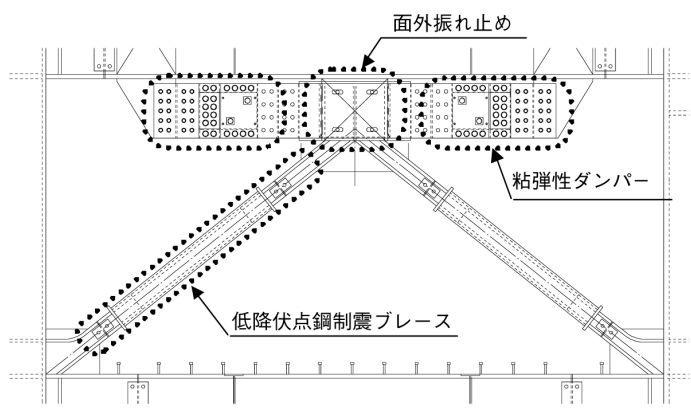 面外振れ止め
粘弾性ダンパー
低降伏点鋼制震ブレース